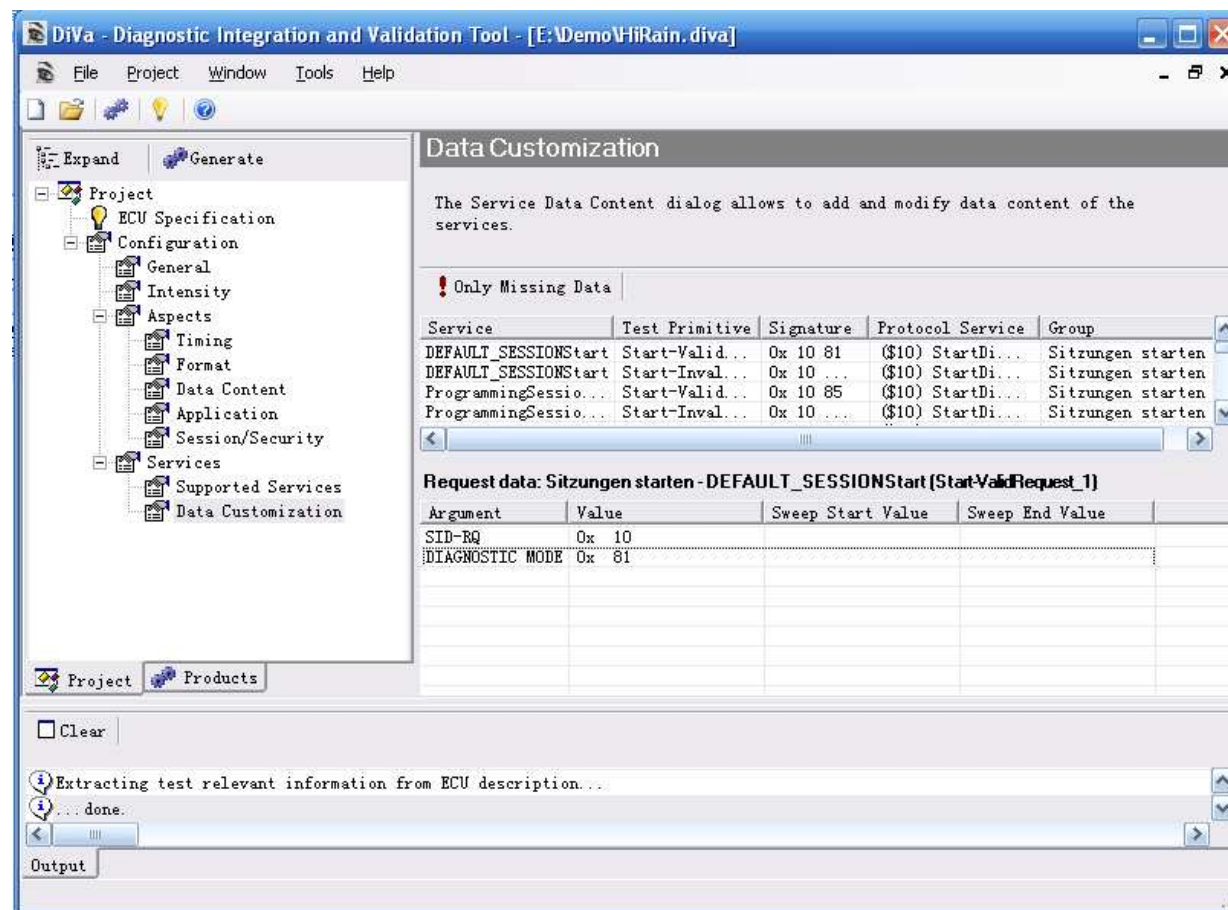 DiVa - Diagnostic Integration and Validation Tool - [E:\Demo\HiRain.diva]
File Project Window Tools Help
Expand Generate
Project
ECU Specification
Configuration
General
Intensity
Aspects
Timing
Format
Data Content
Application
Session/Security
Services
Supported Services
Data Customization
Project Products
Data Customization
The Service Data Content dialog allows to add and modify data content of the
services.
Only Missing Data
Service Test Primitive Signature Protocol Service Group
DEFAULT_SESSIONStart Start-Valid... 0x 10 81 ($10) StartDi... Sitzungen starten
DEFAULT_SESSIONStart Start-Inval... 0x 10 ... ($10) StartDi... Sitzungen starten
ProgrammingSessio... Start-Valid... 0x 10 85 ($10) StartDi... Sitzungen starten
ProgrammingSessio... Start-Inval... 0x 10 ... ($10) StartDi... Sitzungen starten
Request data: Sitzungen starten - DEFAULT_SESSIONStart (Start-ValidRequest_1)
Argument Value Sweep Start Value Sweep End Value
SID-RQ 0x 10
DIAGNOSTIC MODE 0x 81
Clear
Extracting test relevant information from ECU description...
... done.
Output